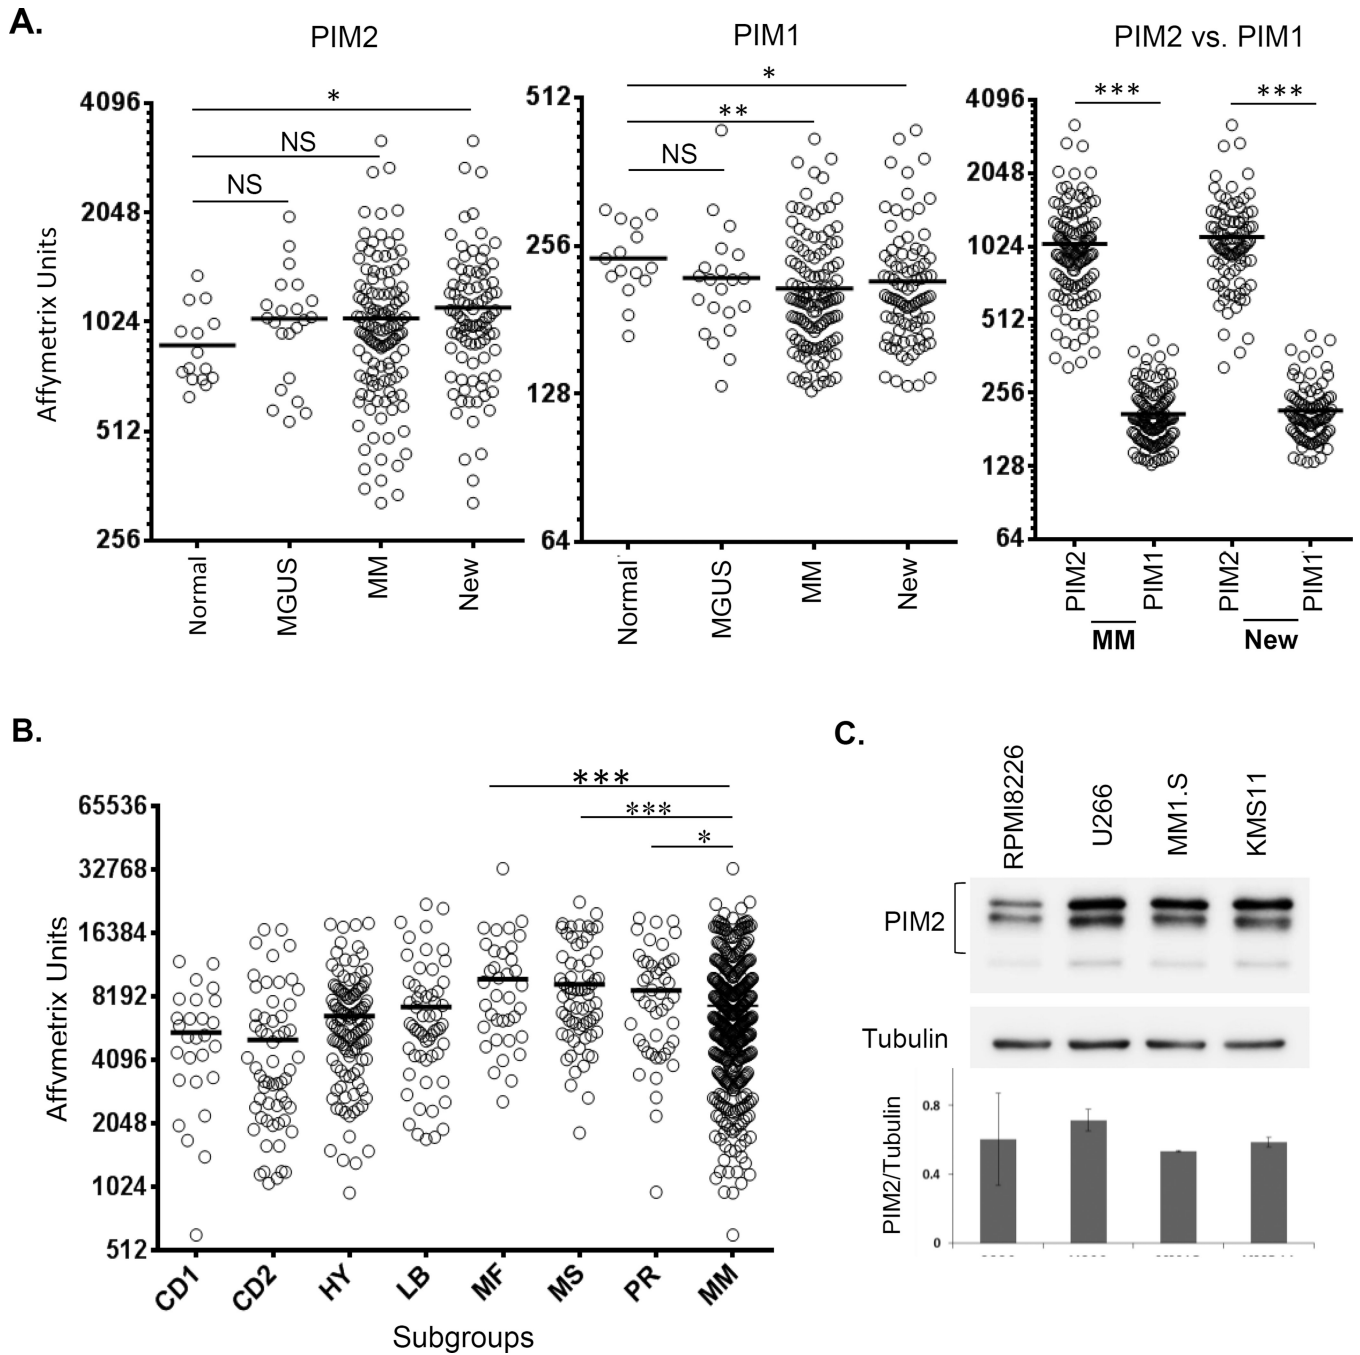 A.
PIM2
PIM1
PIM2 vs. PIM1
Affymetrix Units
4096
2048
1024
512
256
*
NS
NS
Normal
MGUS
MM
New
512
256
128
64
*
**
NS
Normal
MGUS
MM
New
4096
2048
1024
512
256
128
64
***
***
PIM2
PIM1
PIM2
PIM1
MM
New
B.
Affymetrix Units
65536
32768
16384
8192
4096
2048
1024
512
***
***
*
CD1
CD2
HY
LB
MF
MS
PR
MM
Subgroups
C.
RPMI8226
U266
MM1.S
KMS11
PIM2
Tubulin
PIM2/Tubulin
0.8
0.4
0